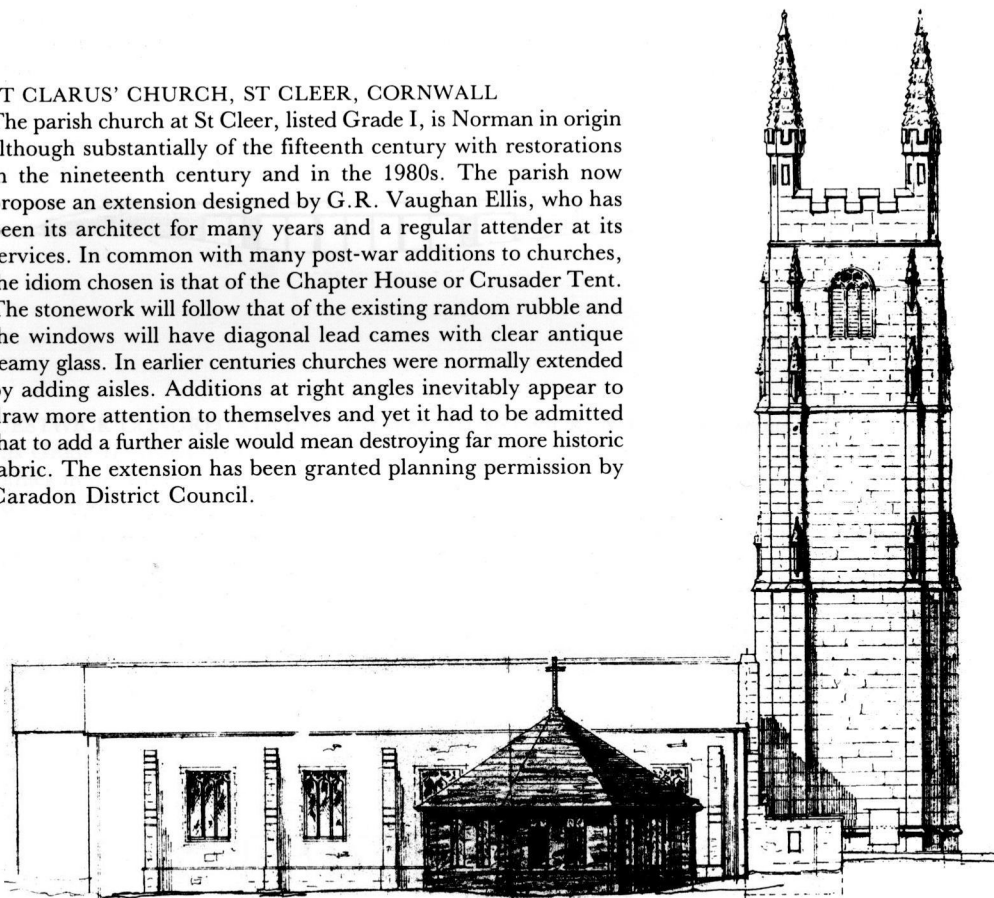 T CLARUS' CHURCH, ST CLEER, CORNWALL
The parish church at St Cleer, listed Grade I, is Norman in origin
lthough substantially of the fifteenth century with restorations
n the nineteenth century and in the 1980s. The parish now
ropose an extension designed by G.R. Vaughan Ellis, who has
een its architect for many years and a regular attender at its
ervices. In common with many post-war additions to churches,
he idiom chosen is that of the Chapter House or Crusader Tent.
The stonework will follow that of the existing random rubble and
he windows will have diagonal lead cames with clear antique
eamy glass. In earlier centuries churches were normally extended
by adding aisles. Additions at right angles inevitably appear to
raw more attention to themselves and yet it had to be admitted
hat to add a further aisle would mean destroying far more historic
abric. The extension has been granted planning permission by
Caradon District Council.